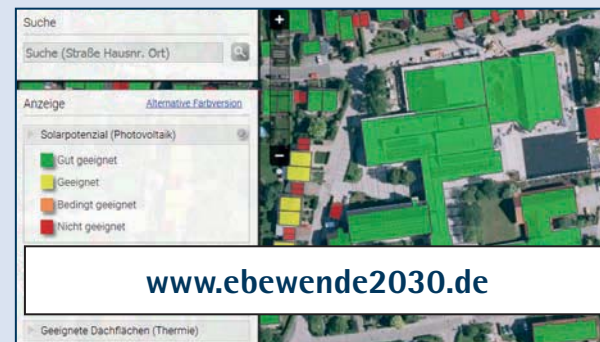 Suche
Suche (Straße Hausnr. Ort)
Anzeige Alternative Farbversion
Solarpotenzial (Photovoltaik)
Gut geeignet
Geeignet
Bedingt geeignet
Nicht geeignet
www.ebewende2030.de
Geeignete Dachflächen (Thermie)